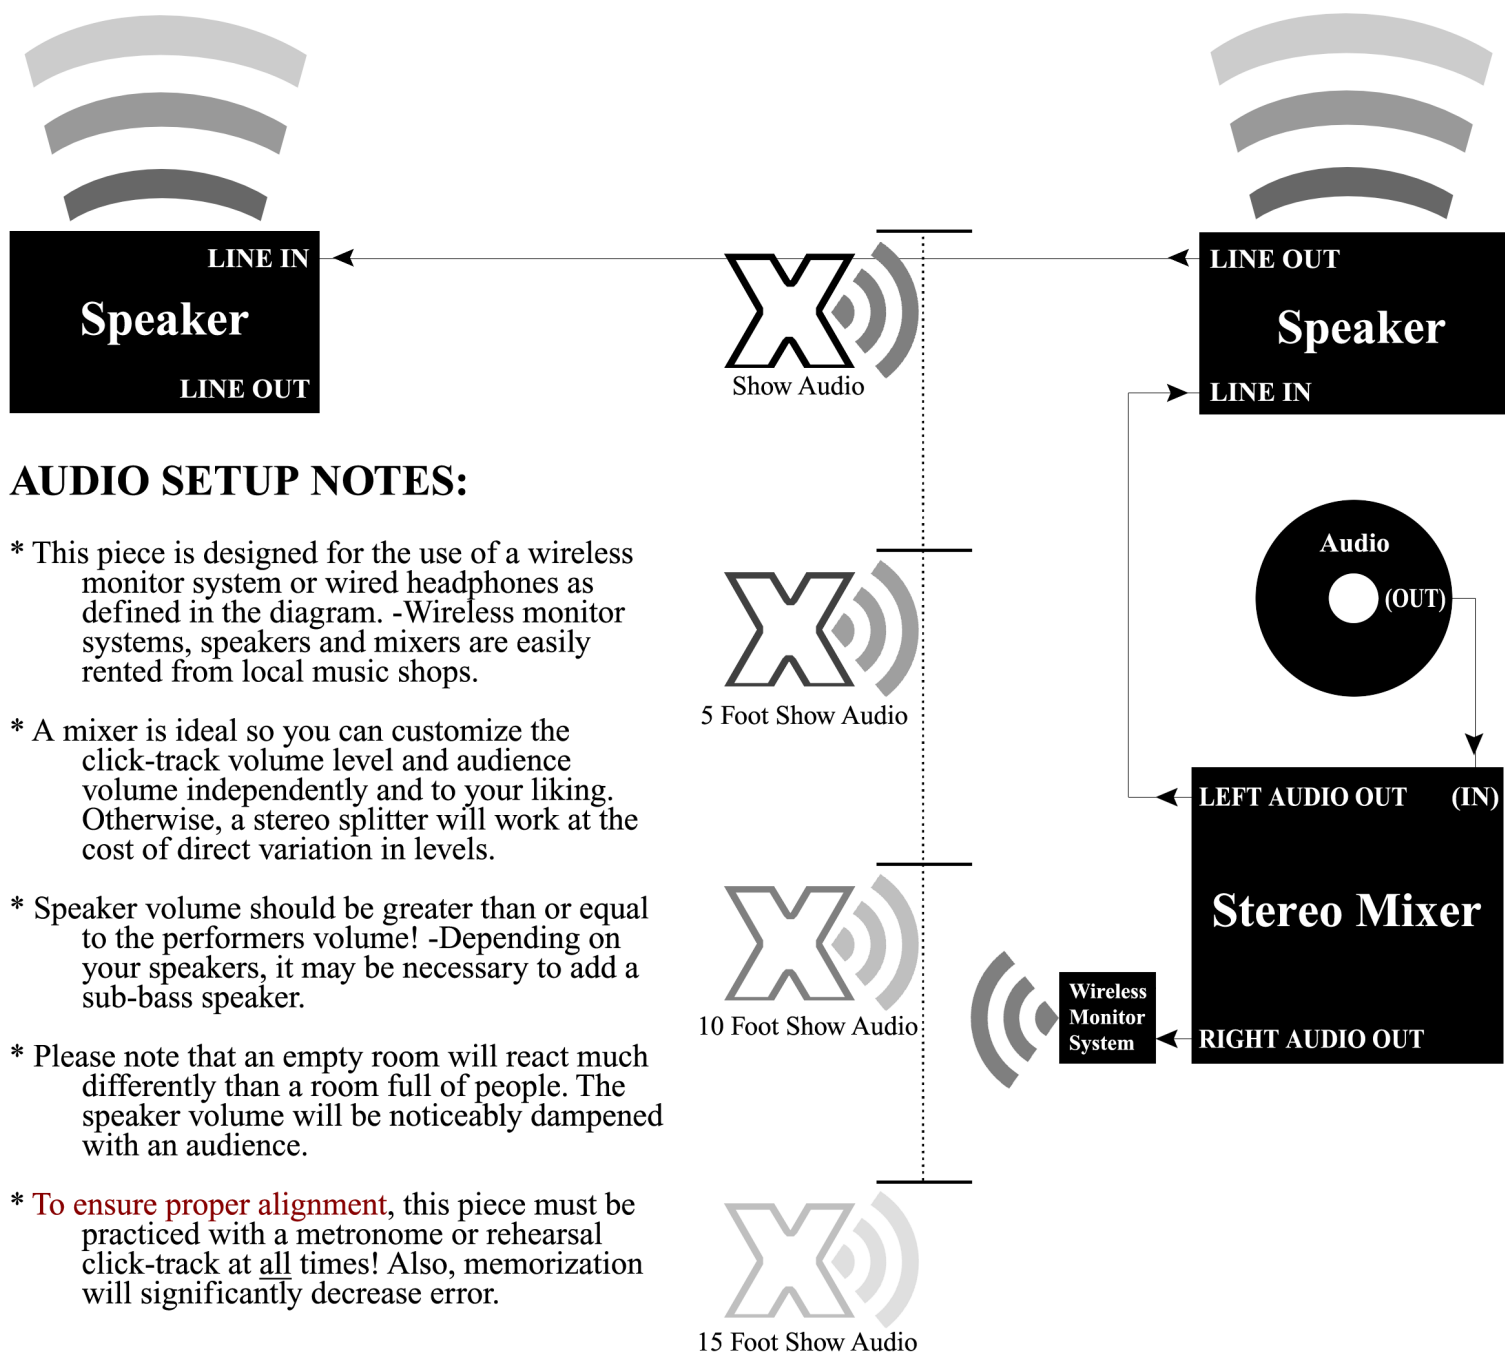 LINE IN
Speaker
LINE OUT
Show Audio
LINE OUT
Speaker
LINE IN
AUDIO SETUP NOTES:
* This piece is designed for the use of a wireless
monitor system or wired headphones as
defined in the diagram. -Wireless monitor
systems, speakers and mixers are easily
rented from local music shops.
* A mixer is ideal so you can customize the
click-track volume level and audience
volume independently and to your liking.
Otherwise, a stereo splitter will work at the
cost of direct variation in levels.
* Speaker volume should be greater than or equal
to the performers volume! -Depending on
your speakers, it may be necessary to add a
sub-bass speaker.
* Please note that an empty room will react much
differently than a room full of people. The
speaker volume will be noticeably dampened
with an audience.
* To ensure proper alignment, this piece must be
practiced with a metronome or rehearsal
click-track at all times! Also, memorization
will significantly decrease error.
5 Foot Show Audio
10 Foot Show Audio
15 Foot Show Audio
Audio
(OUT)
LEFT AUDIO OUT (IN)
Stereo Mixer
RIGHT AUDIO OUT
Wireless
Monitor
System